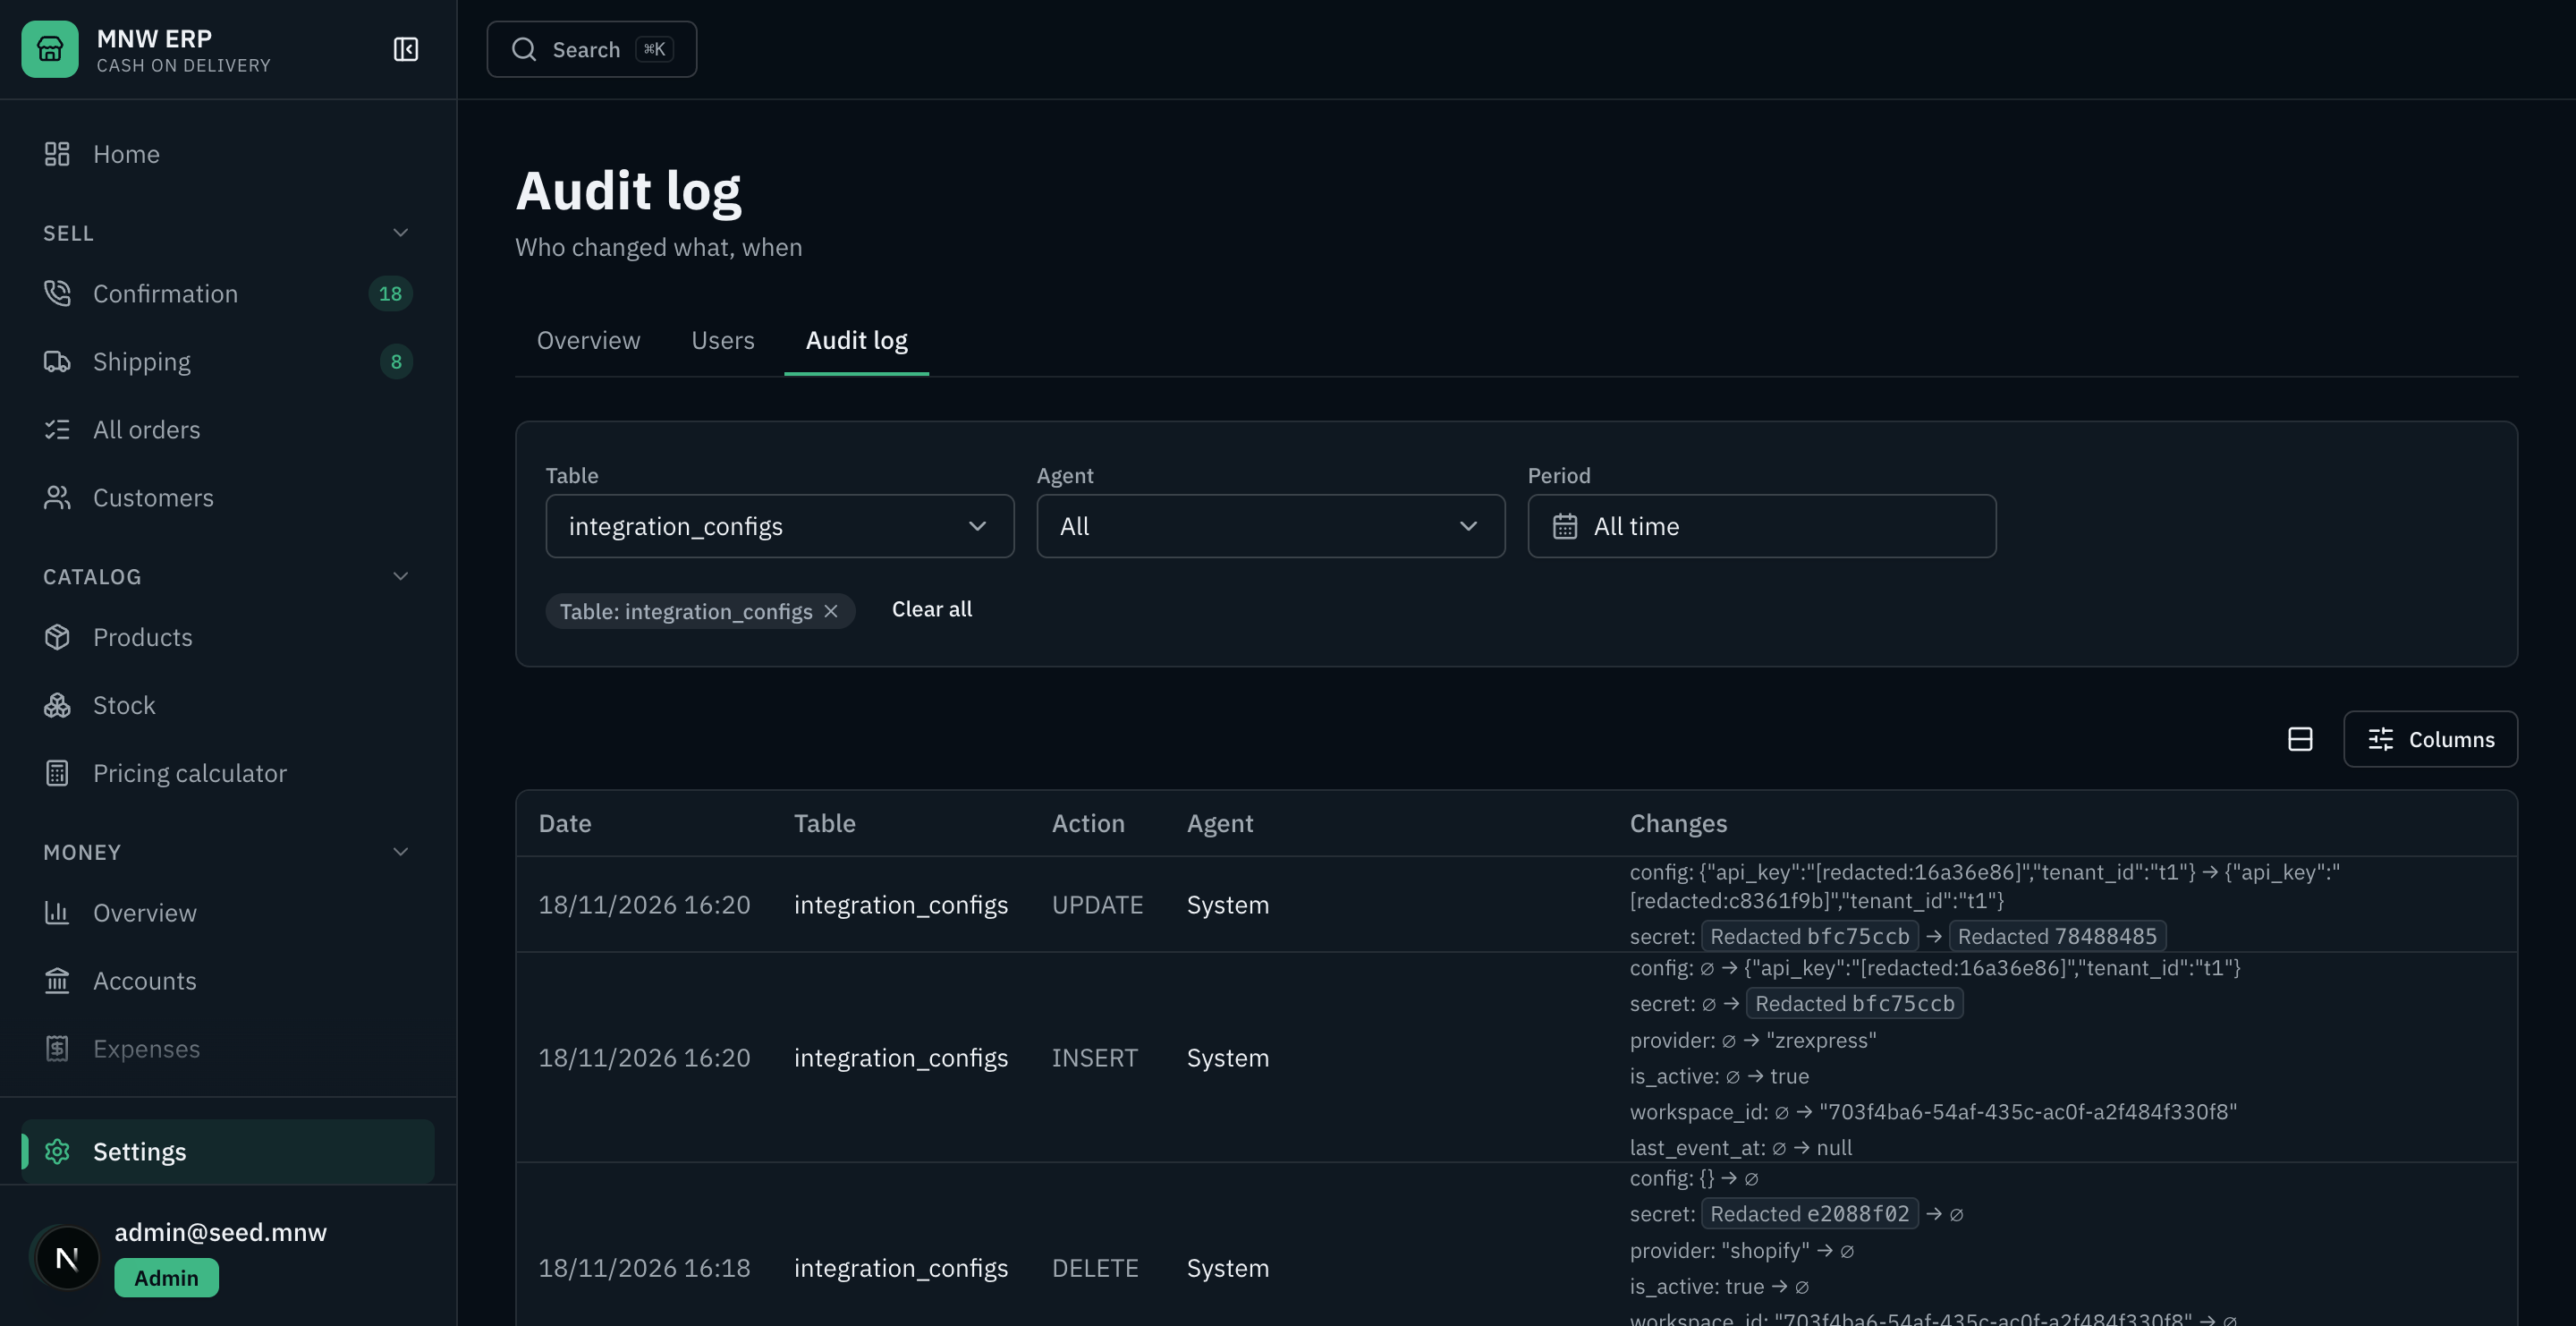 MNW ERP
CASH ON DELIVERY
Search ⌘K
Home
SELL
Confirmation 18
Shipping 8
All orders
Customers
CATALOG
Products
Stock
Pricing calculator
MONEY
Overview
Accounts
Expenses
Settings
N
admin@seed.mnw
Admin
Audit log
Who changed what, when
Overview Users Audit log
Table Agent Period
integration_configs All All time
Table: integration_configs Clear all
Columns
Date Table Action Agent Changes
18/11/2026 16:20 integration_configs UPDATE System
config: {"api_key":"[redacted:16a36e86]","tenant_id":"t1"} → {"api_key":"
[redacted:c8361f9b]","tenant_id":"t1"}
secret: Redacted bfc75ccb → Redacted 78488485
18/11/2026 16:20 integration_configs INSERT System
config: ∅ → {"api_key":"[redacted:16a36e86]","tenant_id":"t1"}
secret: ∅ → Redacted bfc75ccb
provider: ∅ → "zrexpress"
is_active: ∅ → true
workspace_id: ∅ → "703f4ba6-54af-435c-ac0f-a2f484f330f8"
last_event_at: ∅ → null
18/11/2026 16:18 integration_configs DELETE System
config: {} → ∅
secret: Redacted e2088f02 → ∅
provider: "shopify" → ∅
is_active: true → ∅
workspace_id: "703f4ba6-54af-435c-ac0f-a2f484f330f8" → ∅